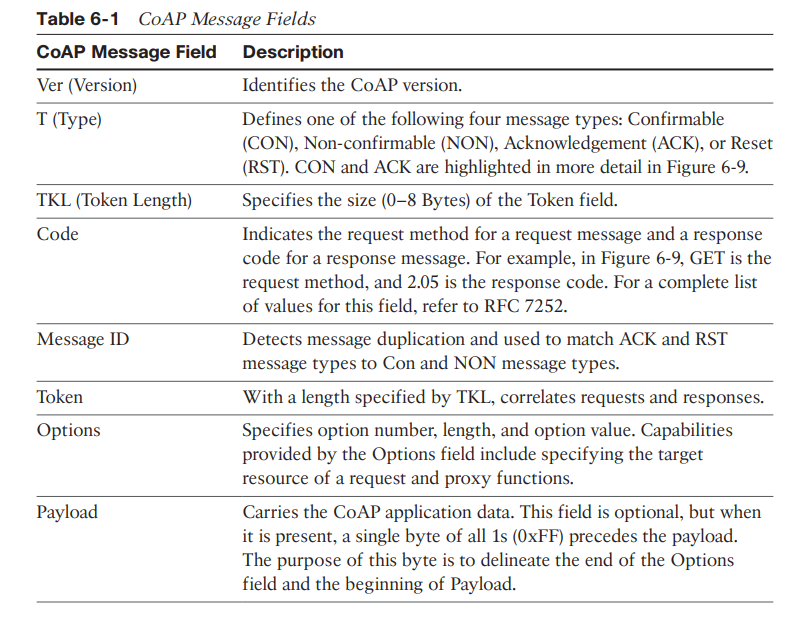 Table 6-1 CoAP Message Fields
CoAP Message Field Description
Ver (Version) Identifies the CoAP version.
T (Type) Defines one of the following four message types: Confirmable
(CON), Non-confirmable (NON), Acknowledgement (ACK), or Reset
(RST). CON and ACK are highlighted in more detail in Figure 6-9.
TKL (Token Length) Specifies the size (0–8 Bytes) of the Token field.
Code Indicates the request method for a request message and a response
code for a response message. For example, in Figure 6-9, GET is the
request method, and 2.05 is the response code. For a complete list
of values for this field, refer to RFC 7252.
Message ID Detects message duplication and used to match ACK and RST
message types to Con and NON message types.
Token With a length specified by TKL, correlates requests and responses.
Options Specifies option number, length, and option value. Capabilities
provided by the Options field include specifying the target
resource of a request and proxy functions.
Payload Carries the CoAP application data. This field is optional, but when
it is present, a single byte of all 1s (0xFF) precedes the payload.
The purpose of this byte is to delineate the end of the Options
field and the beginning of Payload.